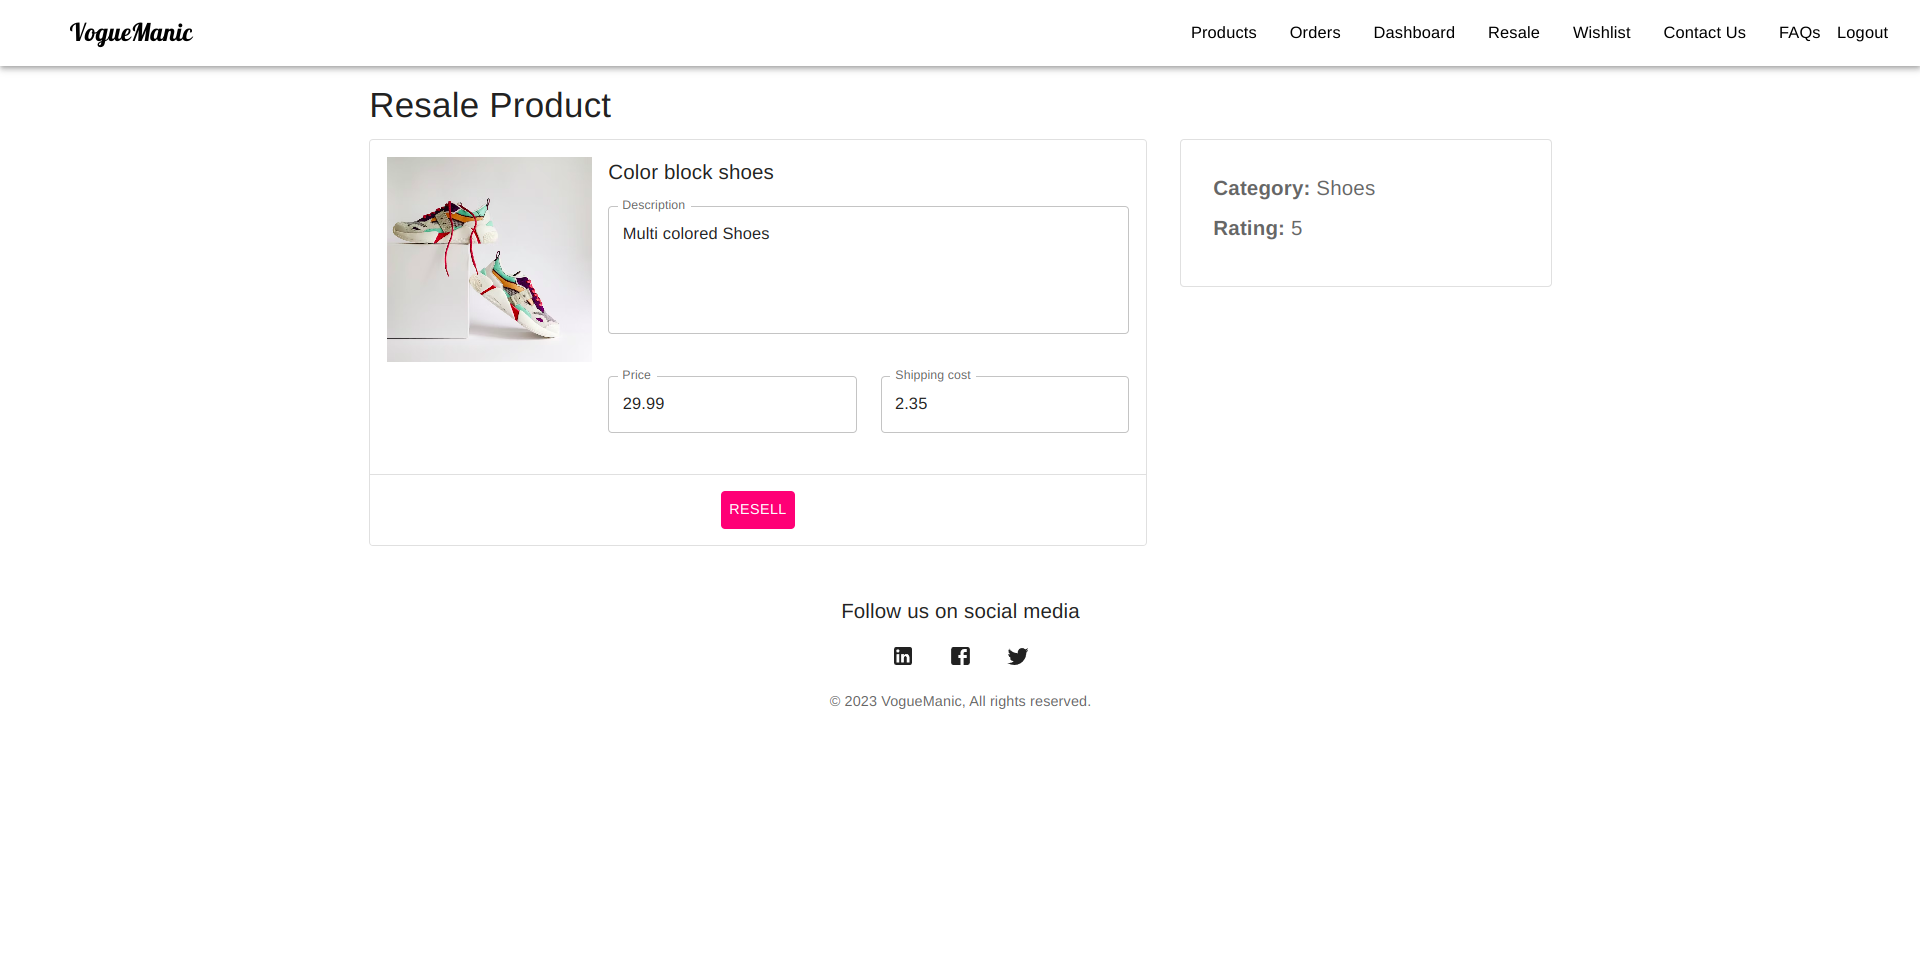 VogueManic
Products Orders Dashboard Resale Wishlist Contact Us FAQs Logout
Resale Product
Color block shoes
Description
Multi colored Shoes
Price
29.99
Shipping cost
2.35
RESELL
Category: Shoes
Rating: 5
Follow us on social media
© 2023 VogueManic, All rights reserved.